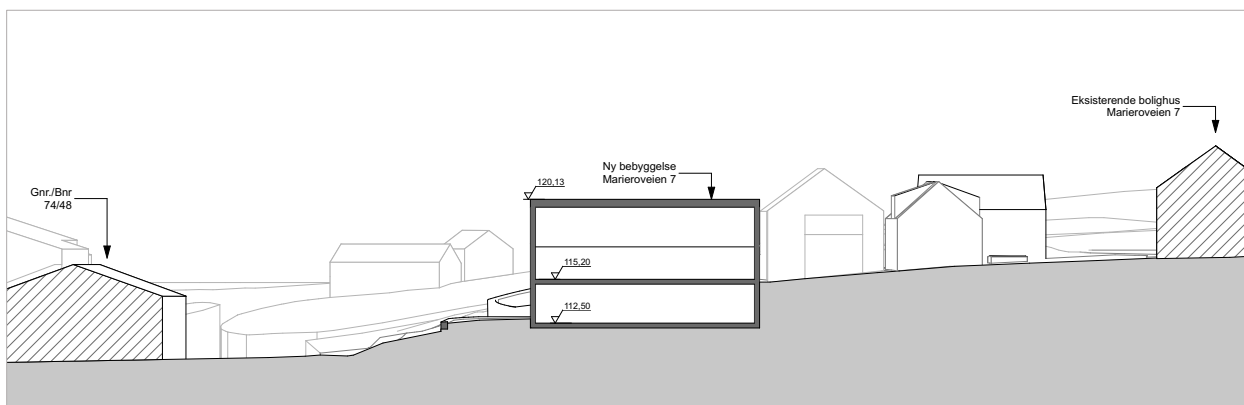 Gnr./Bnr
74/48
120,13
Ny bebyggelse
Marieroveien 7
115,20
112,50
Eksisterende bolighus
Marieroveien 7